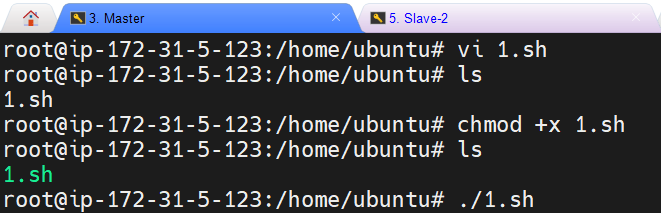 3. Master
5. Slave-2
root@ip-172-31-5-123:/home/ubuntu# vi 1.sh
root@ip-172-31-5-123:/home/ubuntu# ls
1.sh
root@ip-172-31-5-123:/home/ubuntu# chmod +x 1.sh
root@ip-172-31-5-123:/home/ubuntu# ls
1.sh
root@ip-172-31-5-123:/home/ubuntu# ./1.sh